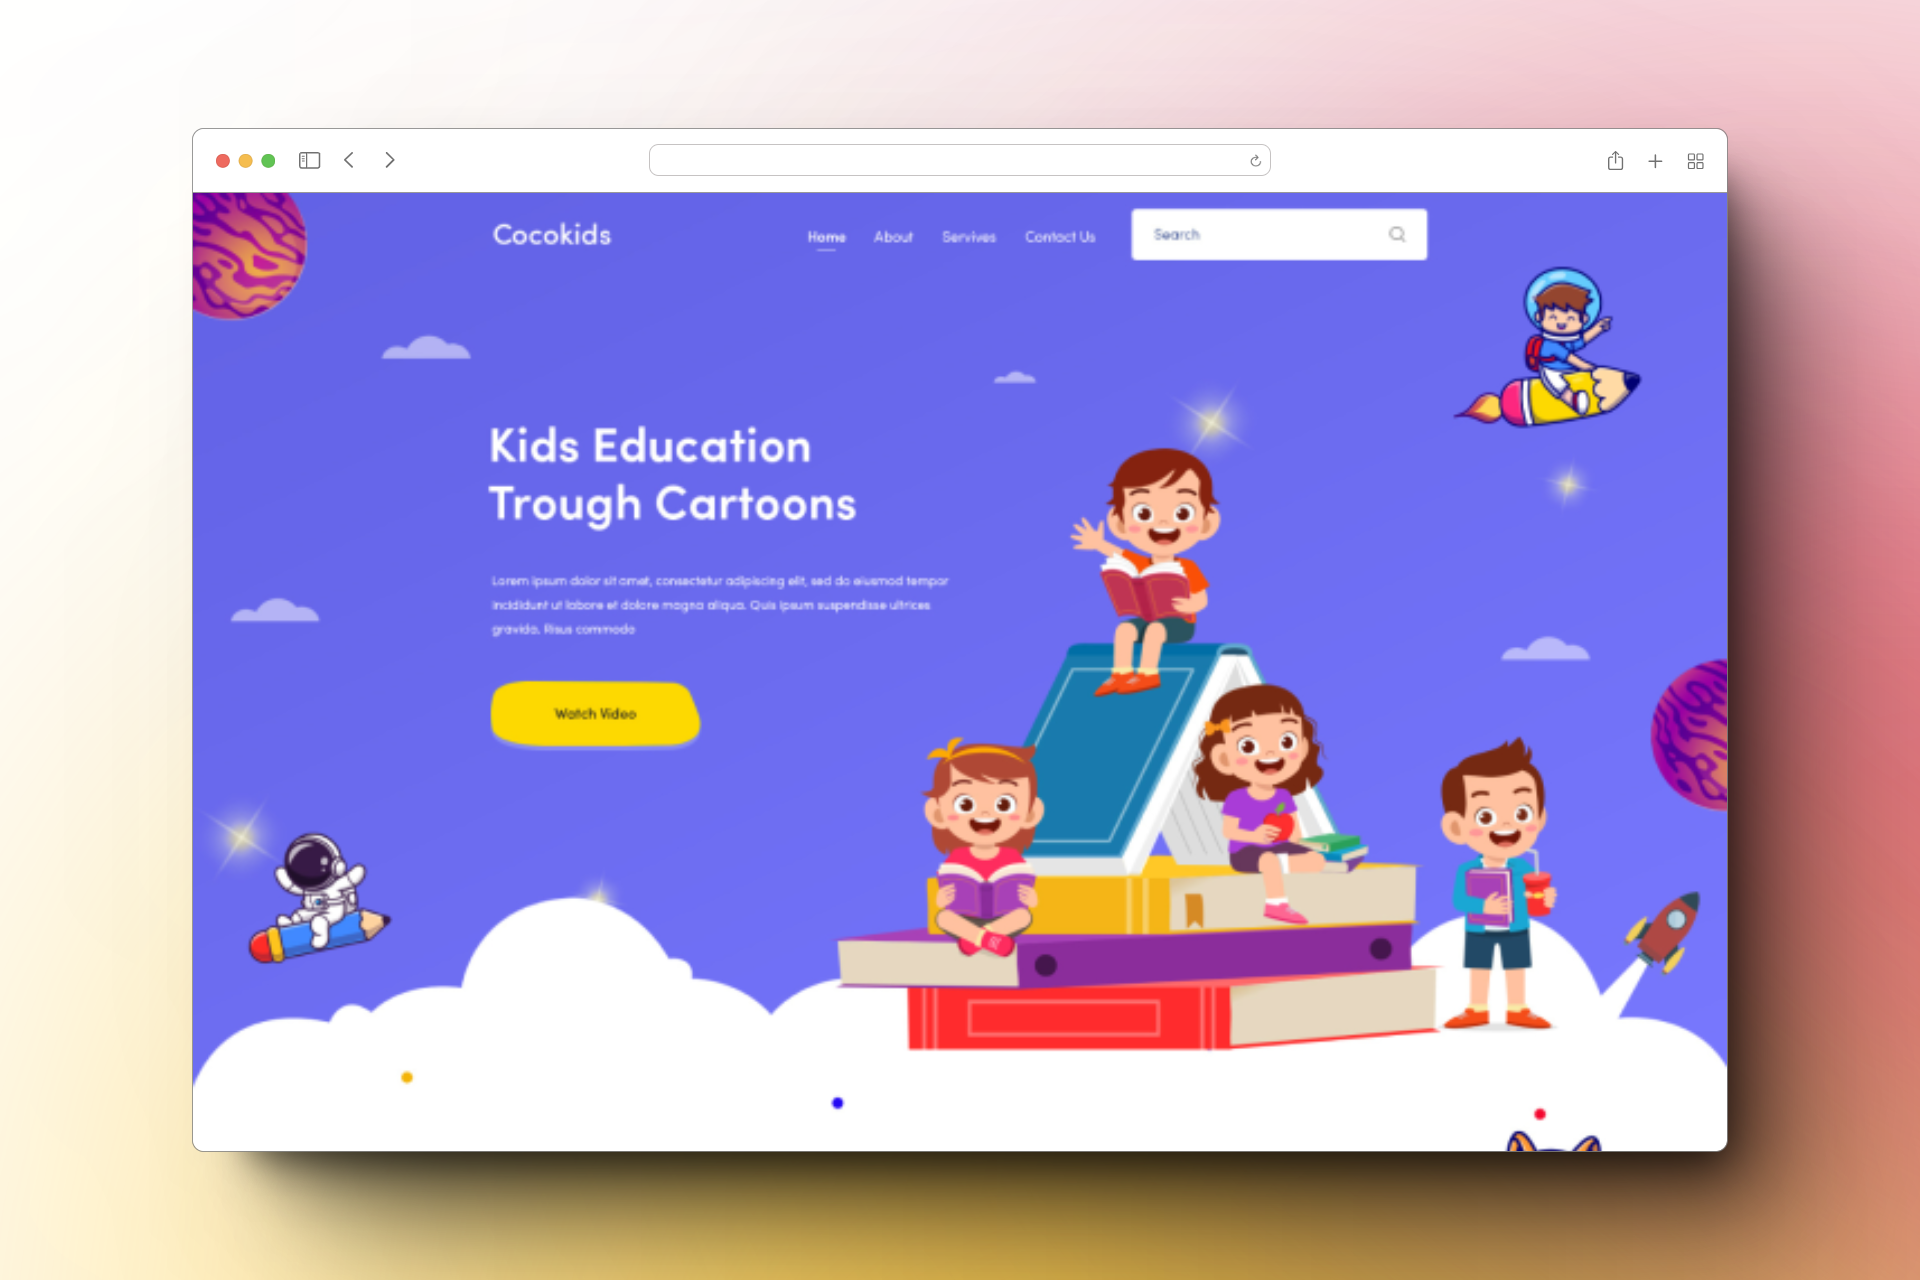 Cocokids
Home About Servives Contact Us
Search
Kids Education
Trough Cartoons
Lorem ipsum dolor sit amet, consectetur adipiscing elit, sed do eiusmod tempor
incididunt ut labore et dolore magna aliqua. Quis ipsum suspendisse ultrices
gravida. Risus commodo
Watch Video